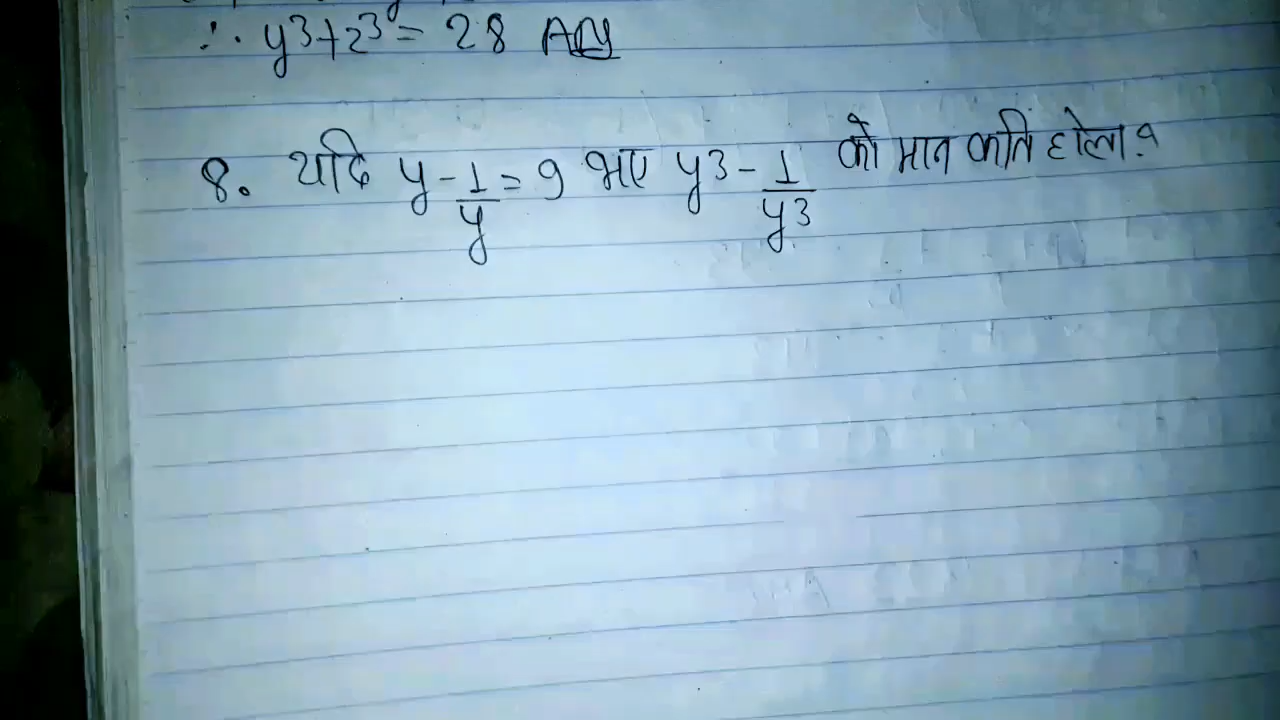 ∴ y³+z³ = 28 Ans
8. यदि y - 1/y = 9 भए y³ - 1/y³ को मान कति होला?